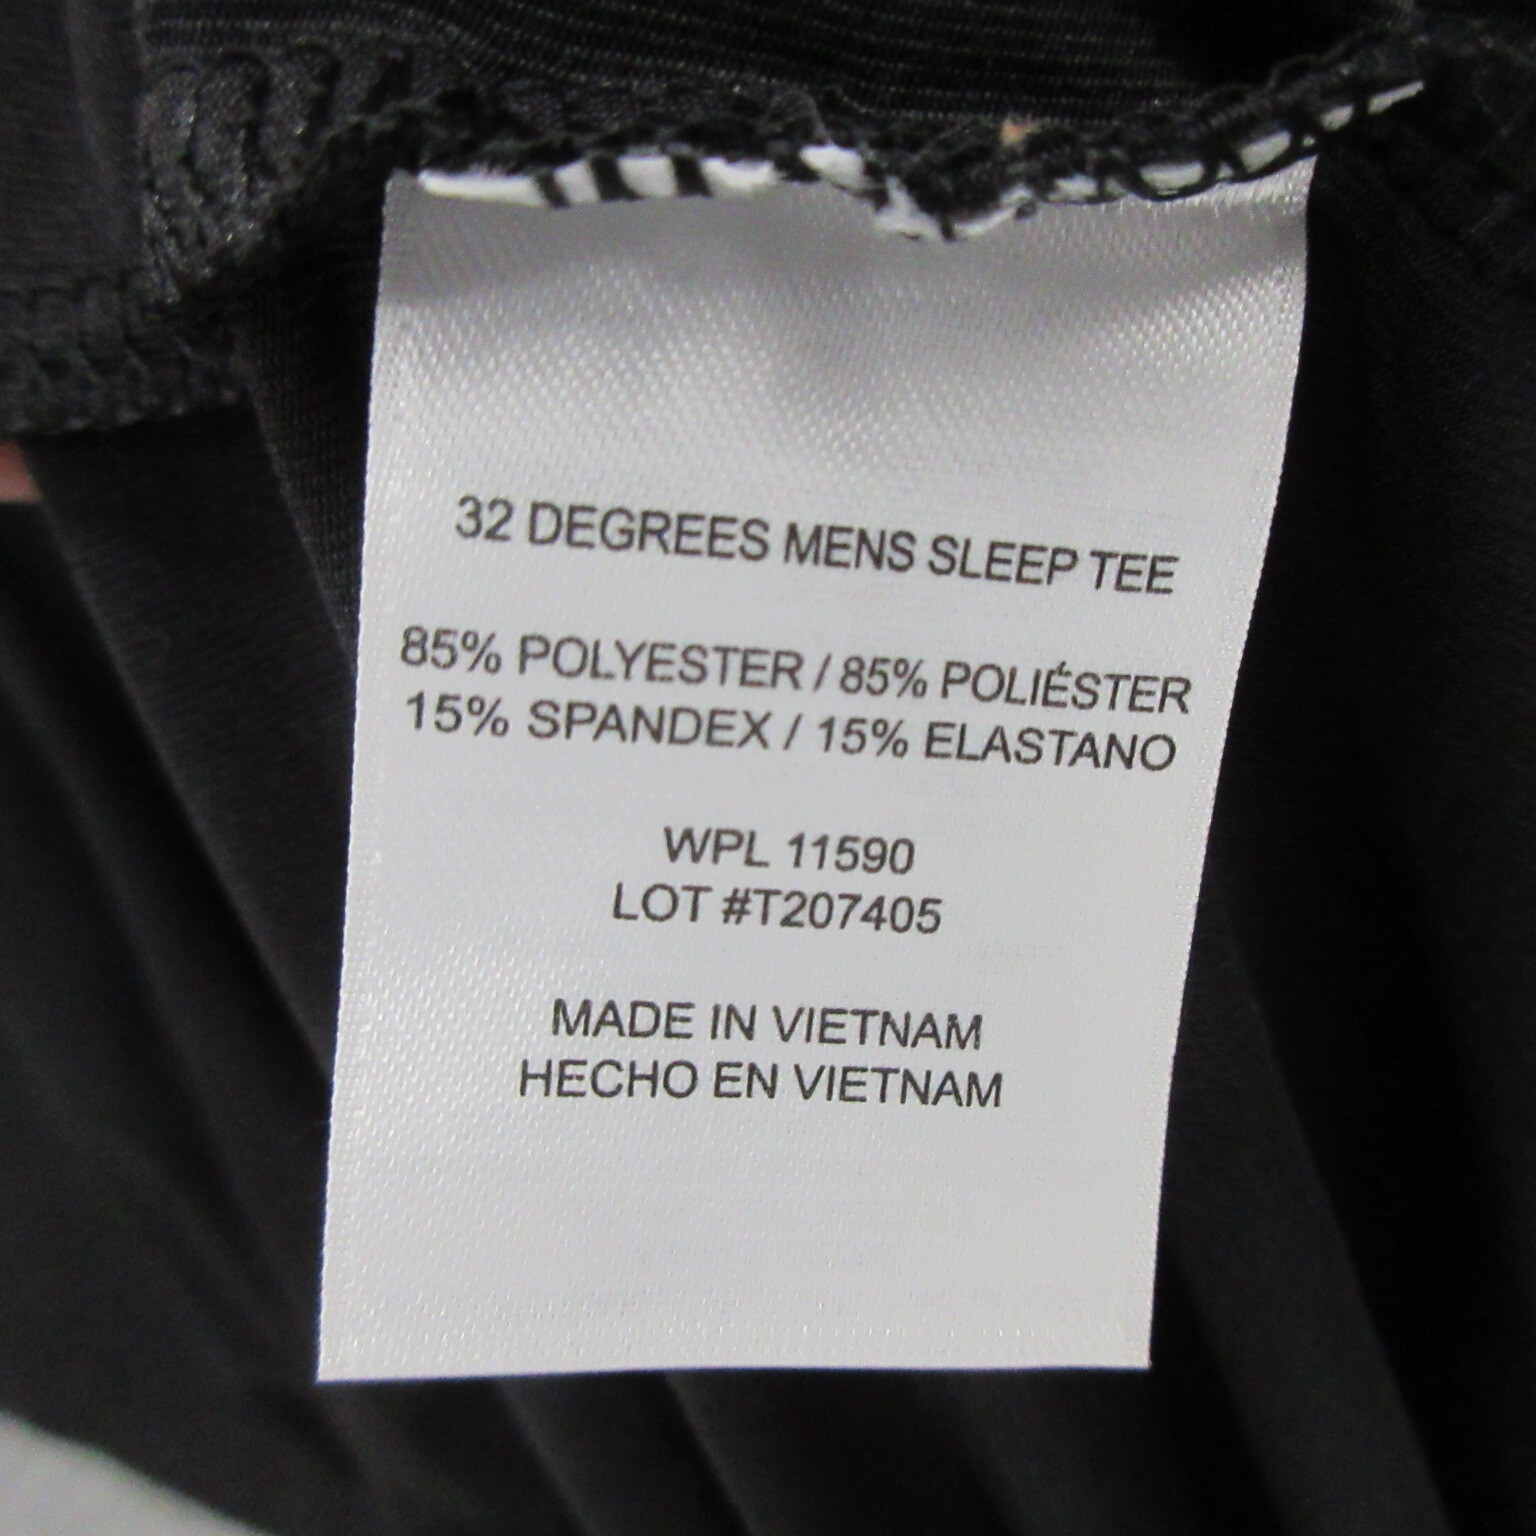 32 DEGREES MENS SLEEP TEE
85% POLYESTER / 85% POLIÉSTER
15% SPANDEX / 15% ELASTANO
WPL 11590
LOT #T207405
MADE IN VIETNAM
HECHO EN VIETNAM